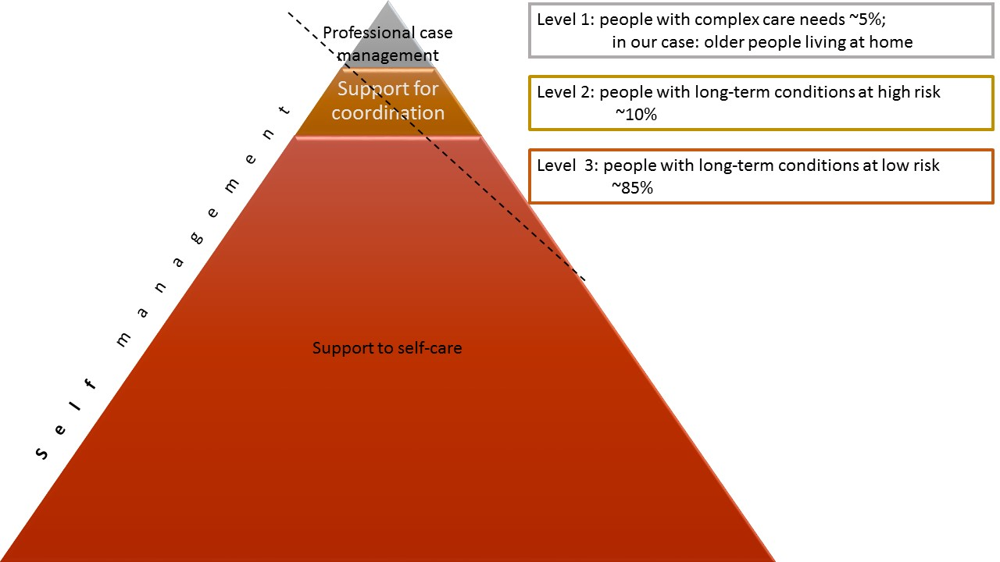 Professional case
management
Support for
coordination
Support to self-care
Self management
Level 1: people with complex care needs ~5%;
in our case: older people living at home
Level 2: people with long-term conditions at high risk
~10%
Level  3: people with long-term conditions at low risk
~85%